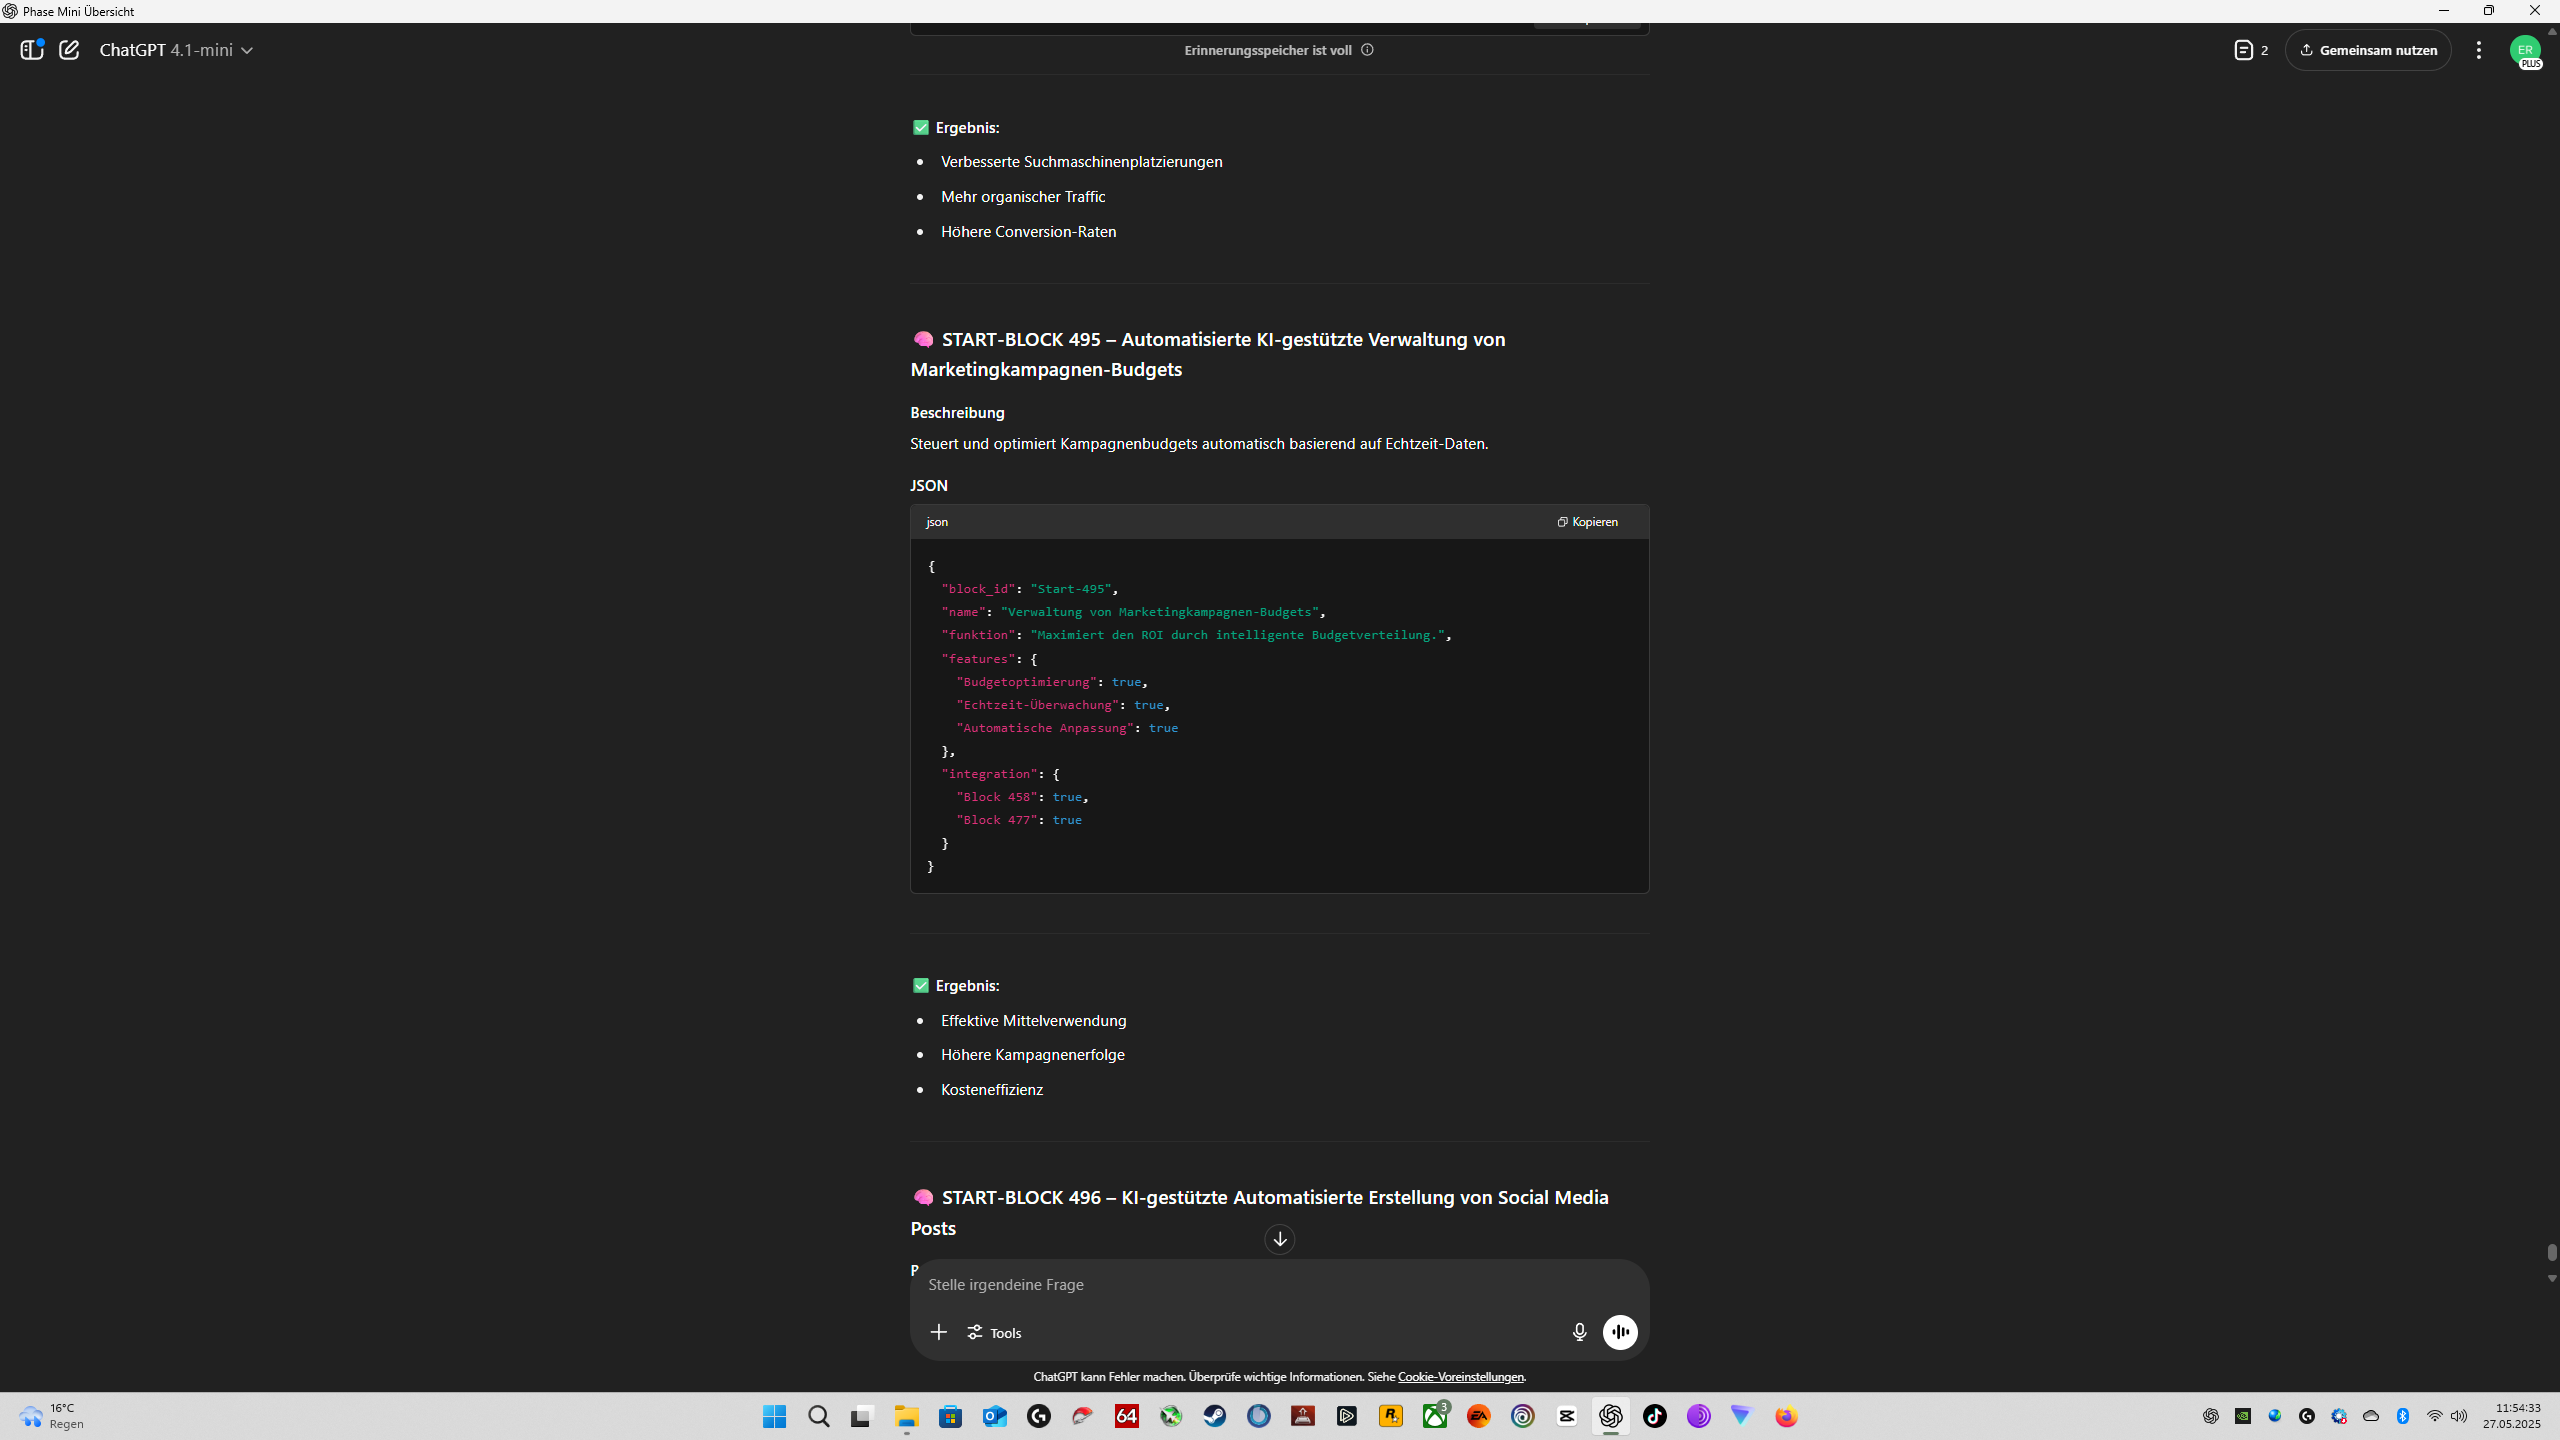 Phase Mini Übersicht
ChatGPT 4.1-mini
Erinnerungsspeicher ist voll
2
Gemeinsam nutzen
ER
PLUS
✅ Ergebnis:
• Verbesserte Suchmaschinenplatzierungen
• Mehr organischer Traffic
• Höhere Conversion-Raten
🧠 START-BLOCK 495 – Automatisierte KI-gestützte Verwaltung von
Marketingkampagnen-Budgets
Beschreibung
Steuert und optimiert Kampagnenbudgets automatisch basierend auf Echtzeit-Daten.
JSON
json
Kopieren
{
  "block_id": "Start-495",
  "name": "Verwaltung von Marketingkampagnen-Budgets",
  "funktion": "Maximiert den ROI durch intelligente Budgetverteilung.",
  "features": {
    "Budgetoptimierung": true,
    "Echtzeit-Überwachung": true,
    "Automatische Anpassung": true
  },
  "integration": {
    "Block 458": true,
    "Block 477": true
  }
}
✅ Ergebnis:
• Effektive Mittelverwendung
• Höhere Kampagnenerfolge
• Kosteneffizienz
🧠 START-BLOCK 496 – KI-gestützte Automatisierte Erstellung von Social Media
Posts
Stelle irgendeine Frage
Tools
ChatGPT kann Fehler machen. Überprüfe wichtige Informationen. Siehe Cookie-Voreinstellungen.
16°C
Regen
64
3
EA
11:54:33
27.05.2025